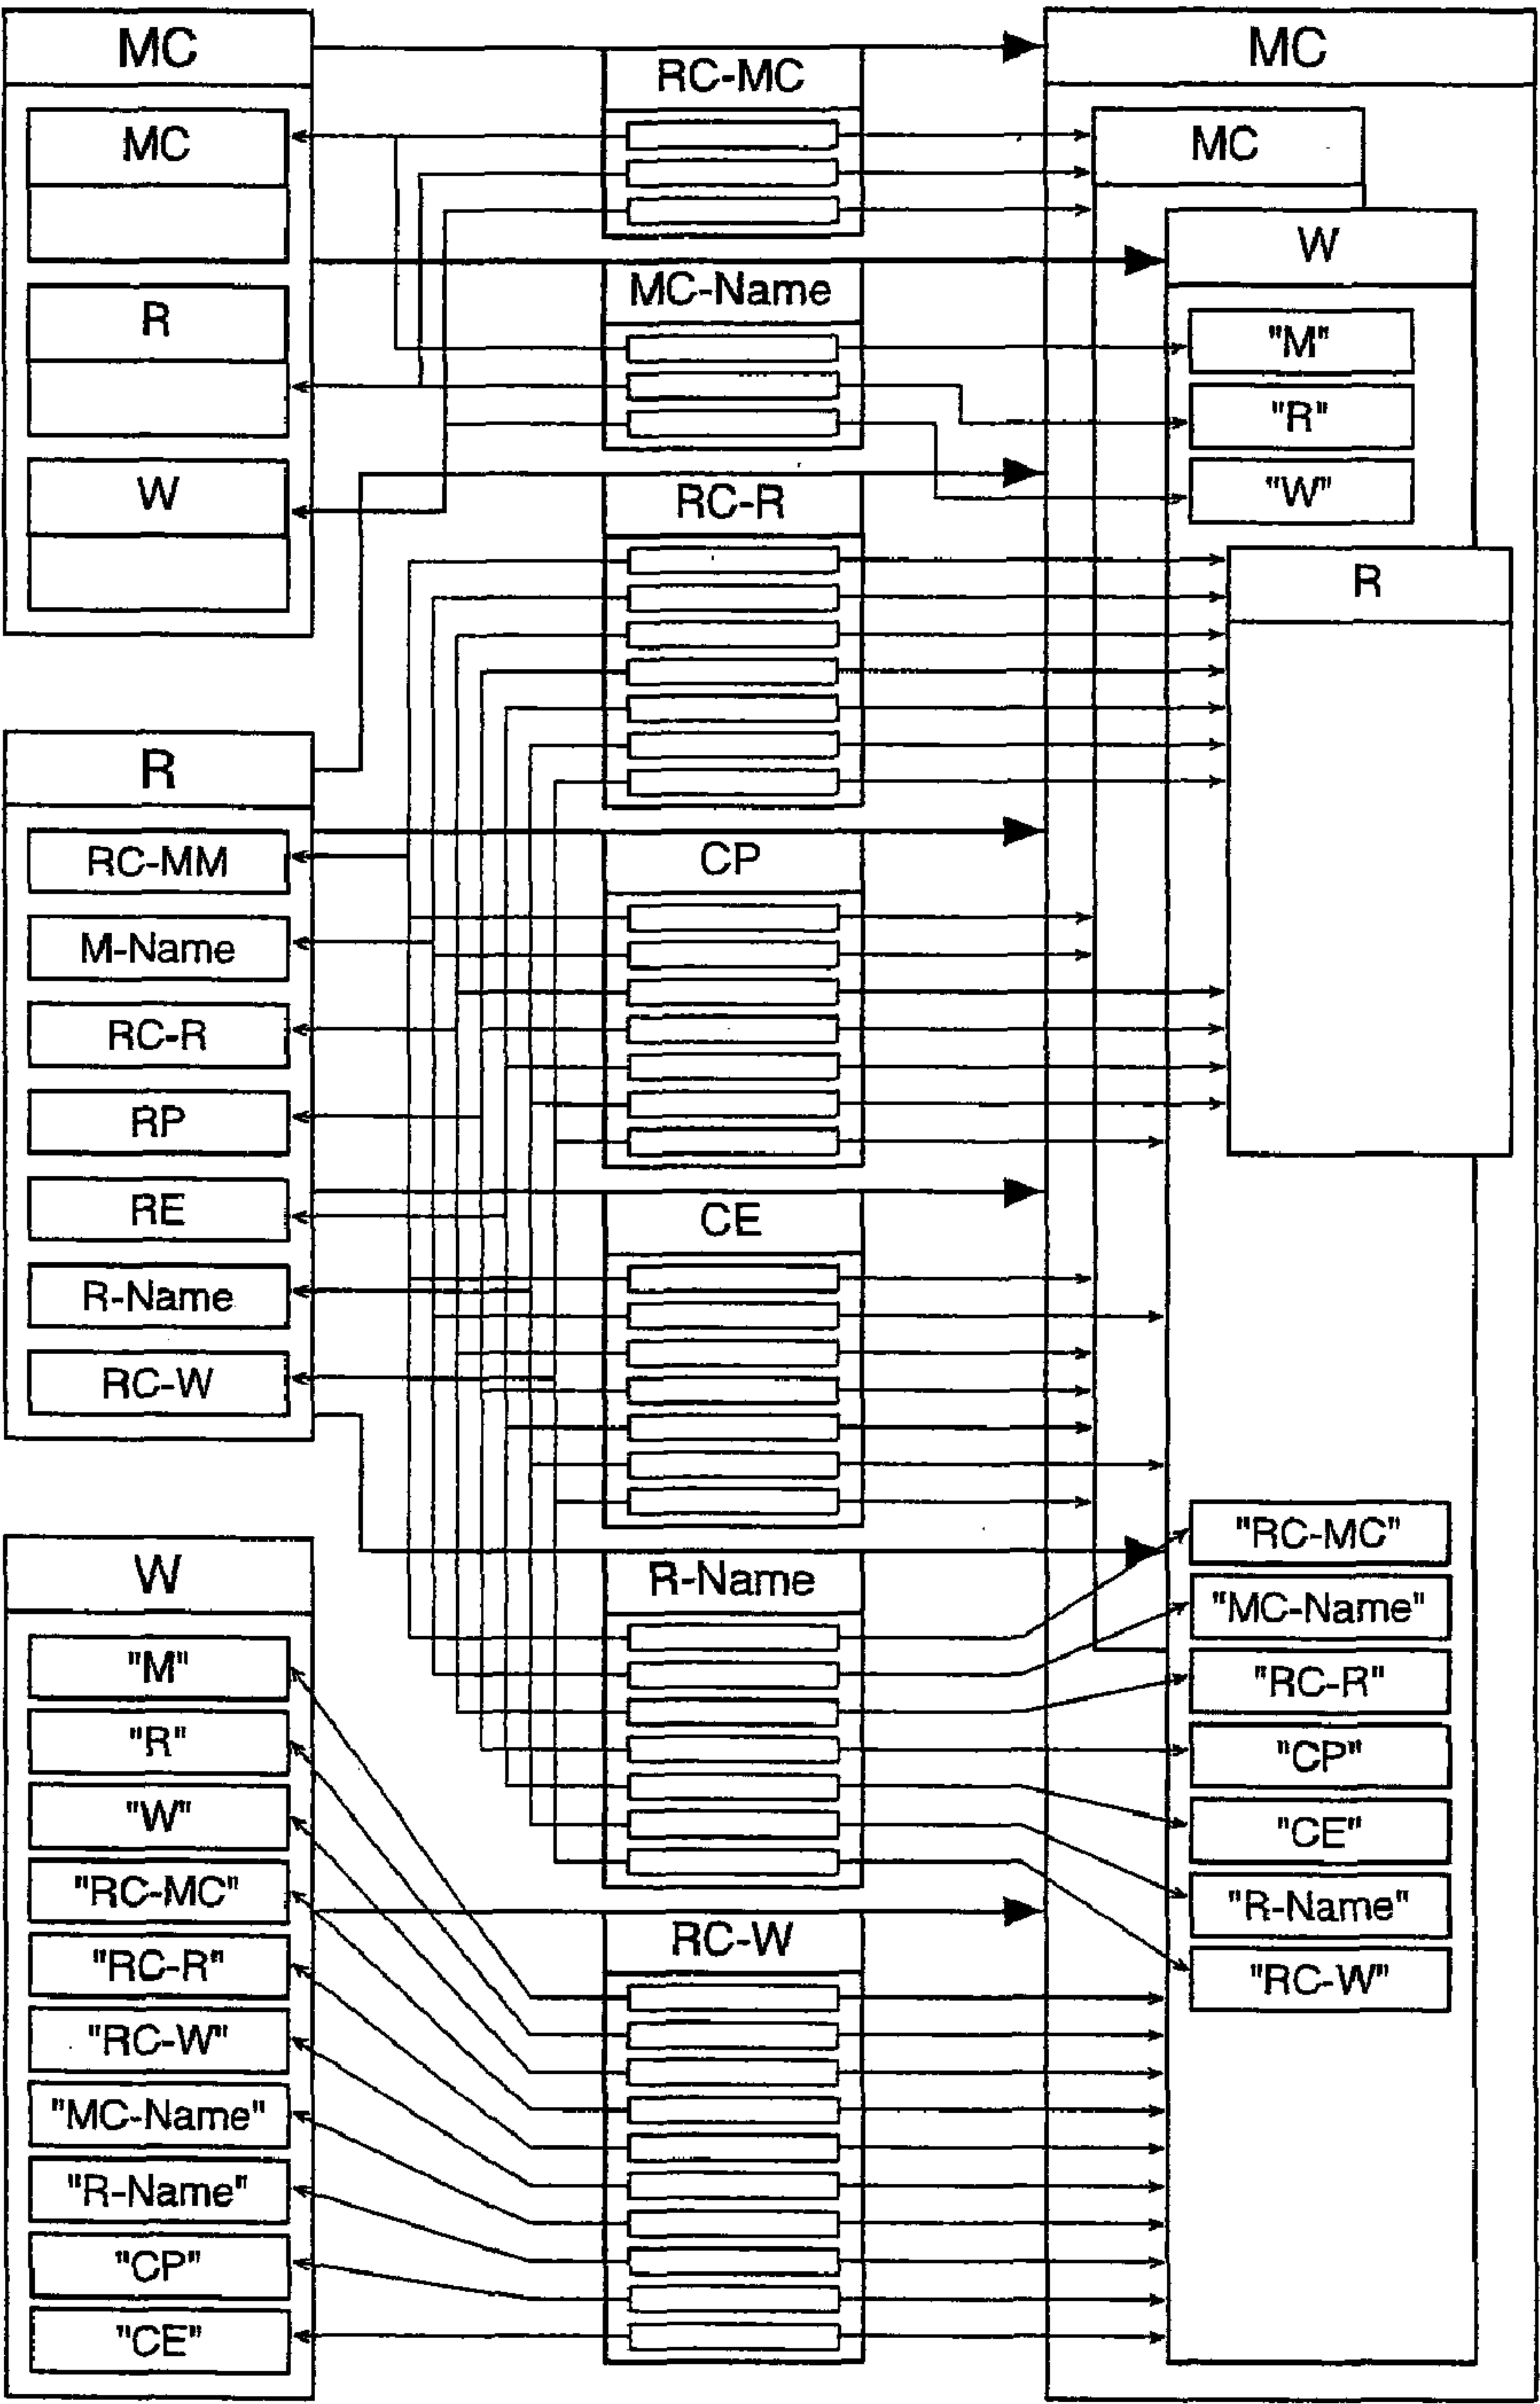 MC
MC
R
W
R
RC-MM
M-Name
RC-R
RP
RE
R-Name
RC-W
W
"M"
"R"
"W"
"RC-MC"
"RC-R"
"RC-W"
"MC-Name"
"R-Name"
"CP"
"CE"
RC-MC
MC-Name
RC-R
CP
CE
R-Name
RC-W
MC
MC
W
"M"
"R"
"W"
R
"RC-MC"
"MC-Name"
"RC-R"
"CP"
"CE"
"R-Name"
"RC-W"